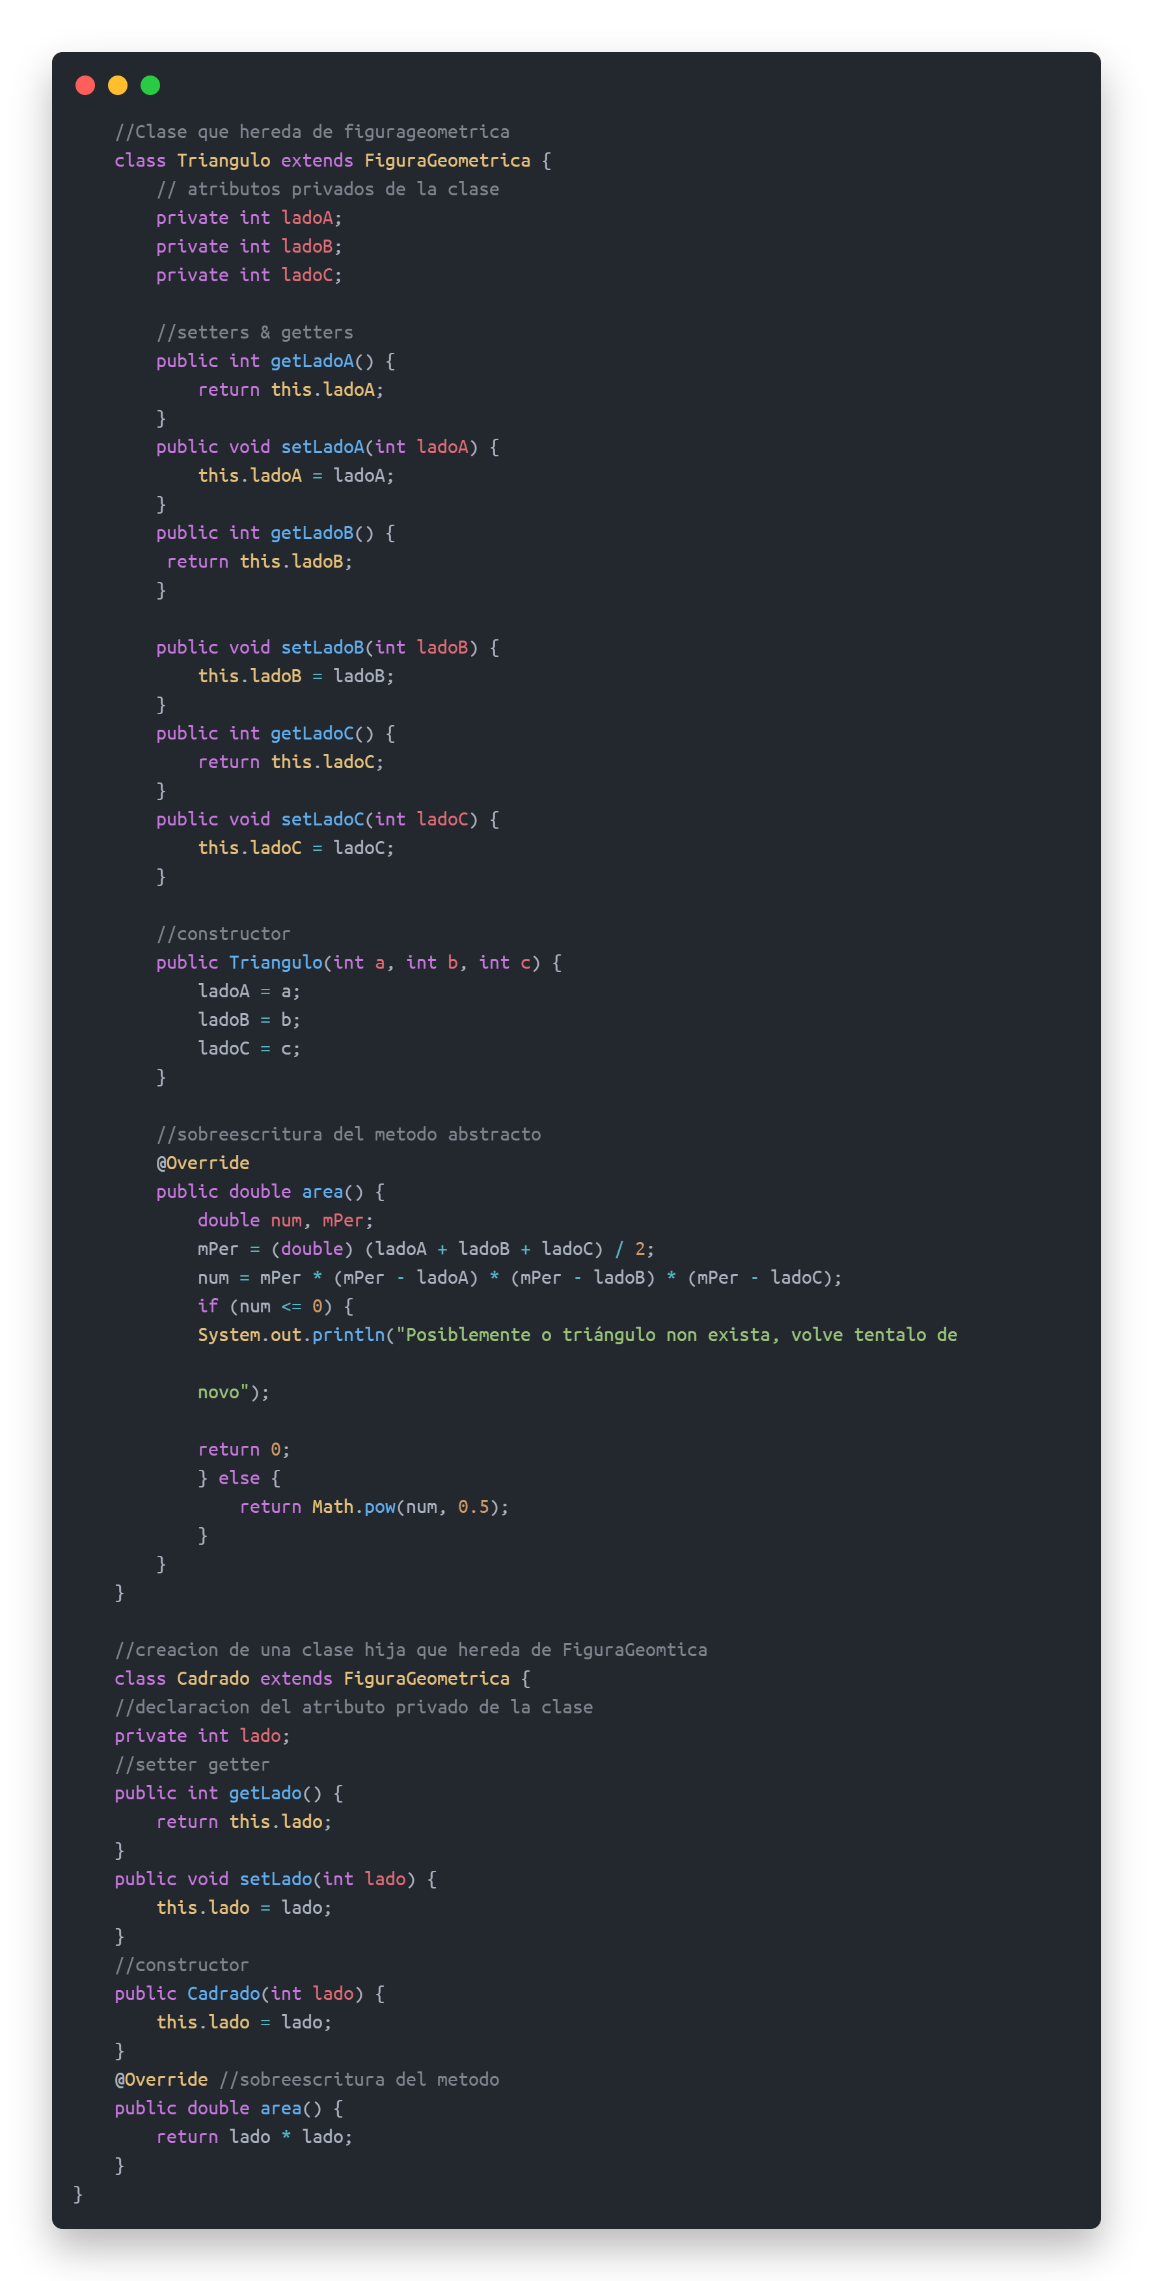 //Clase que hereda de figurageometrica
class Triangulo extends FiguraGeometrica {
// atributos privados de la clase
private int ladoA;
private int ladoB;
private int ladoC;
//setters & getters
public int getLadoA() {
return this.ladoA;
}
public void setLadoA(int ladoA) {
this.ladoA = ladoA;
}
public int getLadoB() {
return this.ladoB;
}
public void setLadoB(int ladoB) {
this.ladoB = ladoB;
}
public int getLadoC() {
return this.ladoC;
}
public void setLadoC(int ladoC) {
this.ladoC = ladoC;
}
//constructor
public Triangulo(int a, int b, int c) {
ladoA = a;
ladoB = b;
ladoC = c;
}
//sobreescritura del metodo abstracto
@Override
public double area() {
double num, mPer;
mPer = (double) (ladoA + ladoB + ladoC) / 2;
num = mPer * (mPer - ladoA) * (mPer - ladoB) * (mPer - ladoC);
if (num <= 0) {
System.out.println("Posiblemente o triángulo non exista, volve tentalo de
novo");
return 0;
} else {
return Math.pow(num, 0.5);
}
}
}
//creacion de una clase hija que hereda de FiguraGeomtica
class Cadrado extends FiguraGeometrica {
//declaracion del atributo privado de la clase
private int lado;
//setter getter
public int getLado() {
return this.lado;
}
public void setLado(int lado) {
this.lado = lado;
}
//constructor
public Cadrado(int lado) {
this.lado = lado;
}
@Override //sobreescritura del metodo
public double area() {
return lado * lado;
}
}